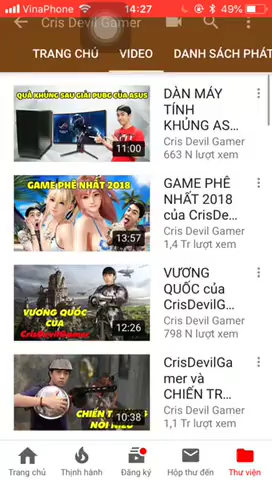 VinaPhone 14:27 49%
Cris Devil Gamer
TRANG CHỦ VIDEO DANH SÁCH PHÁT
QUÀ KHỦNG SAU GIẢI PUBG CỦA ASUS
11:00
DÀN MÁY
TÍNH
KHỦNG AS...
Cris Devil Gamer
663 N lượt xem
GAME PHÊ NHẤT 2018
13:57
GAME PHÊ
NHẤT 2018
của CrisDe...
Cris Devil Gamer
1,4 Tr lượt xem
VƯƠNG QUỐC
CỦA
CrisDevilGamer
12:26
VƯƠNG
QUỐC của
CrisDevilG...
Cris Devil Gamer
798 N lượt xem
CHIẾN
NỎ
10:38
CrisDevilGa
mer và
CHIẾN TR...
Cris Devil Gamer
1,1 Tr lượt xem
Trang chủ Thịnh hành Đăng ký Hộp thư đến Thư viện